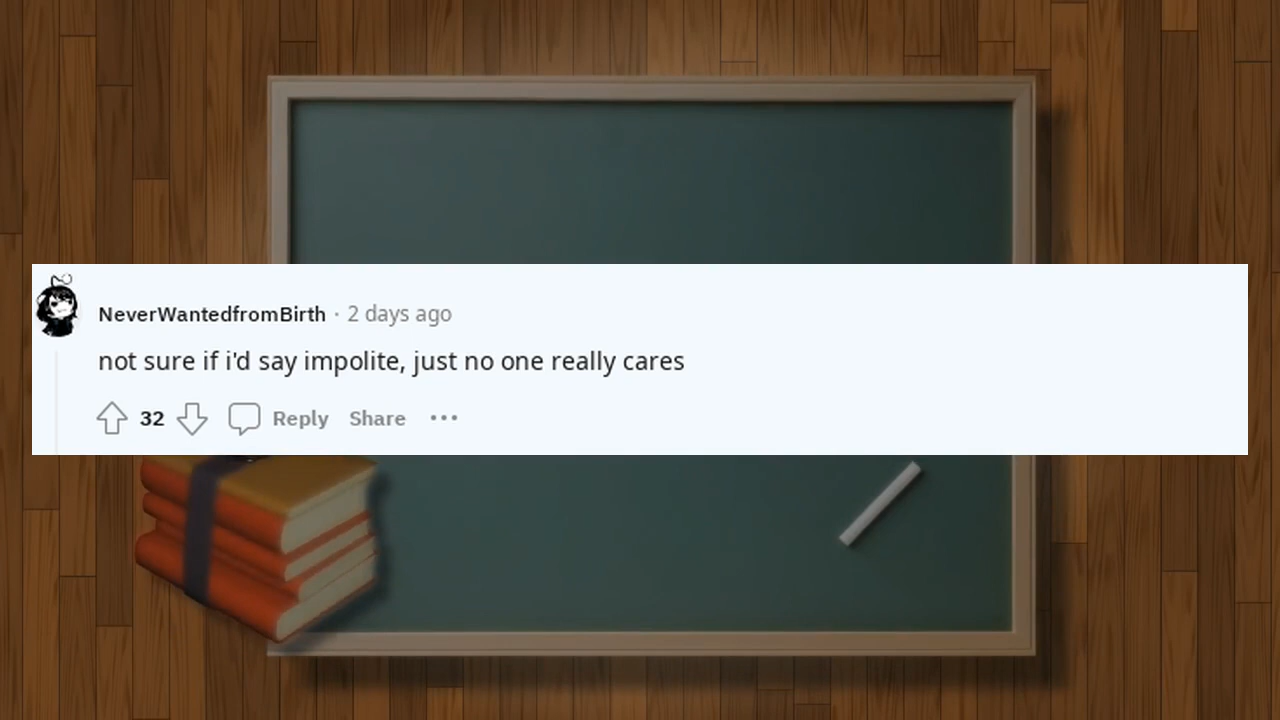 NeverWantedfromBirth · 2 days ago
not sure if i'd say impolite, just no one really cares
32 Reply Share ···